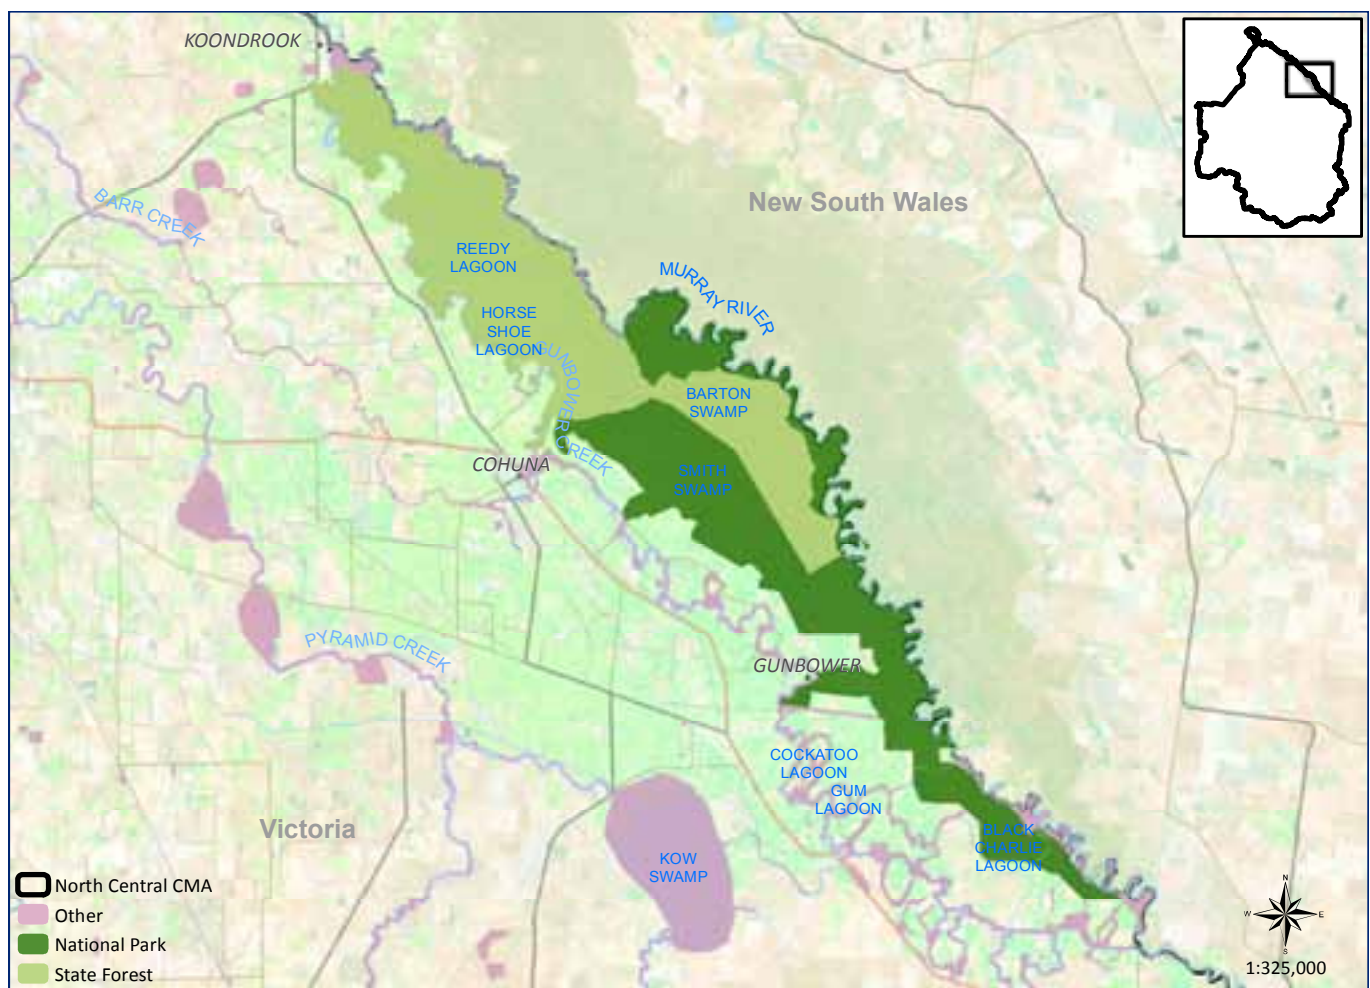 KOONDROOK
BARR CREEK
New South Wales
REEDY
LAGOON
MURRAY RIVER
HORSE
SHOE
LAGOON
GUNBOWER CREEK
BARTON
SWAMP
COHUNA
SMITH
SWAMP
PYRAMID CREEK
GUNBOWER
COCKATOO
LAGOON
GUM
LAGOON
Victoria
BLACK
CHARLIE
LAGOON
KOW
SWAMP
North Central CMA
Other
National Park
State Forest
N
W
E
S
1:325,000